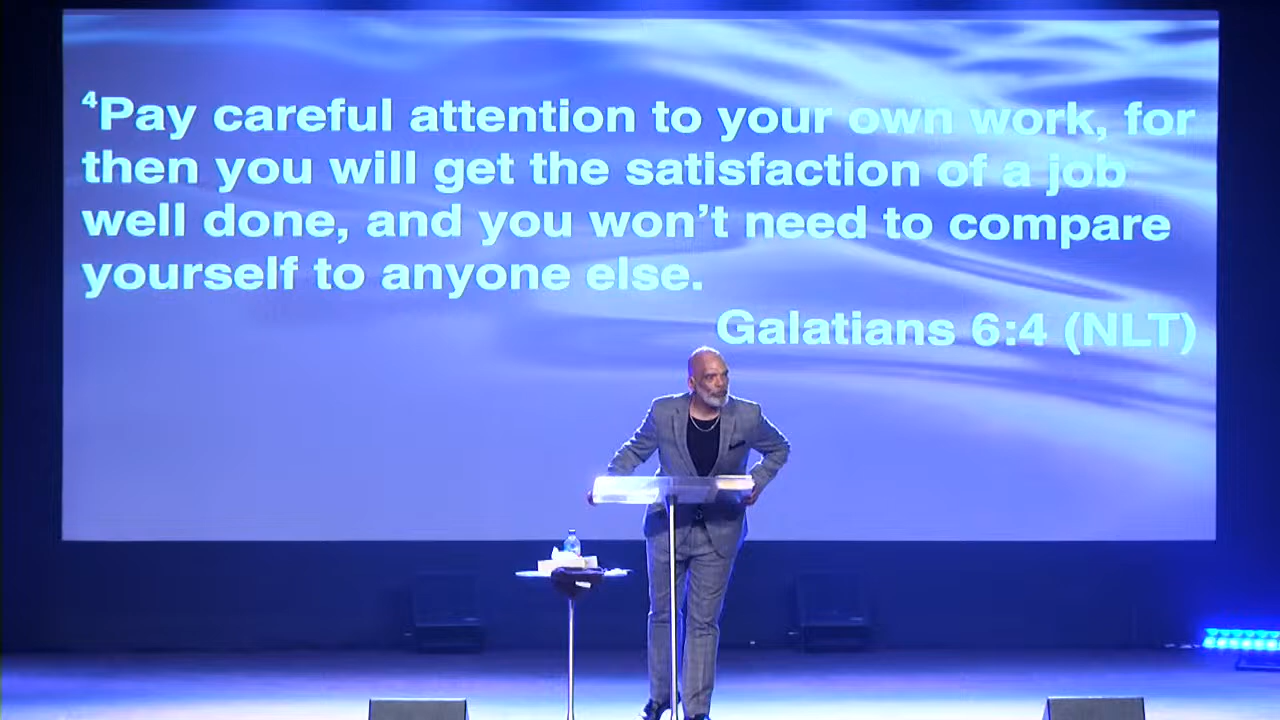 ⁴Pay careful attention to your own work, for
then you will get the satisfaction of a job
well done, and you won’t need to compare
yourself to anyone else.
Galatians 6:4 (NLT)